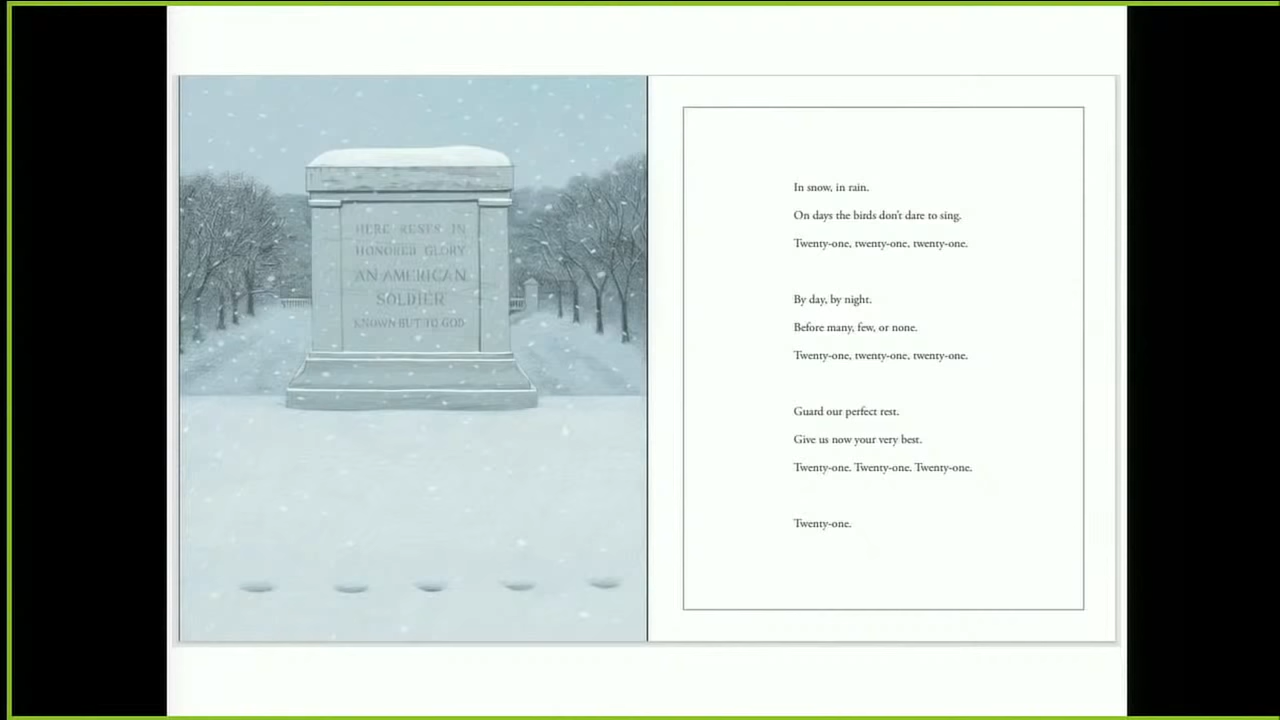 HERE RESTS IN
HONORED GLORY
AN AMERICAN
SOLDIER
KNOWN BUT TO GOD
In snow, in rain.
On days the birds don't dare to sing.
Twenty-one, twenty-one, twenty-one.
By day, by night.
Before many, few, or none.
Twenty-one, twenty-one, twenty-one.
Guard our perfect rest.
Give us now your very best.
Twenty-one. Twenty-one. Twenty-one.
Twenty-one.